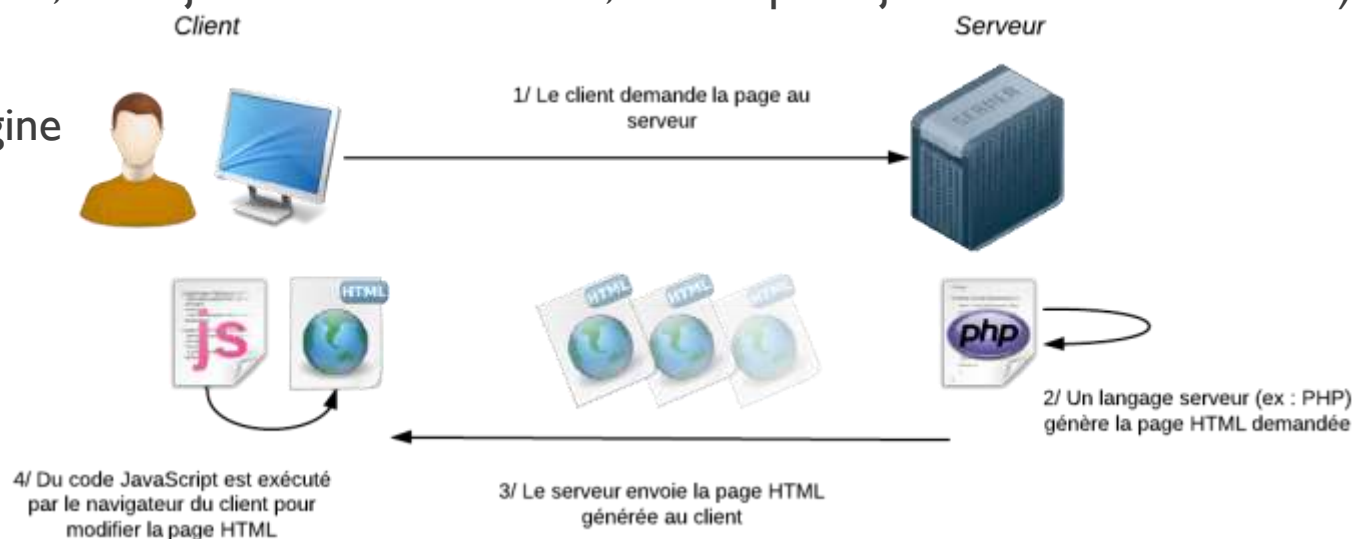 Client
Serveur
1/ Le client demande la page au
serveur
gine
SERVER
HTML
HTML
HTML
HTML
js
php
2/ Un langage serveur (ex : PHP)
génère la page HTML demandée
4/ Du code JavaScript est exécuté
par le navigateur du client pour
modifier la page HTML
3/ Le serveur envoie la page HTML
générée au client